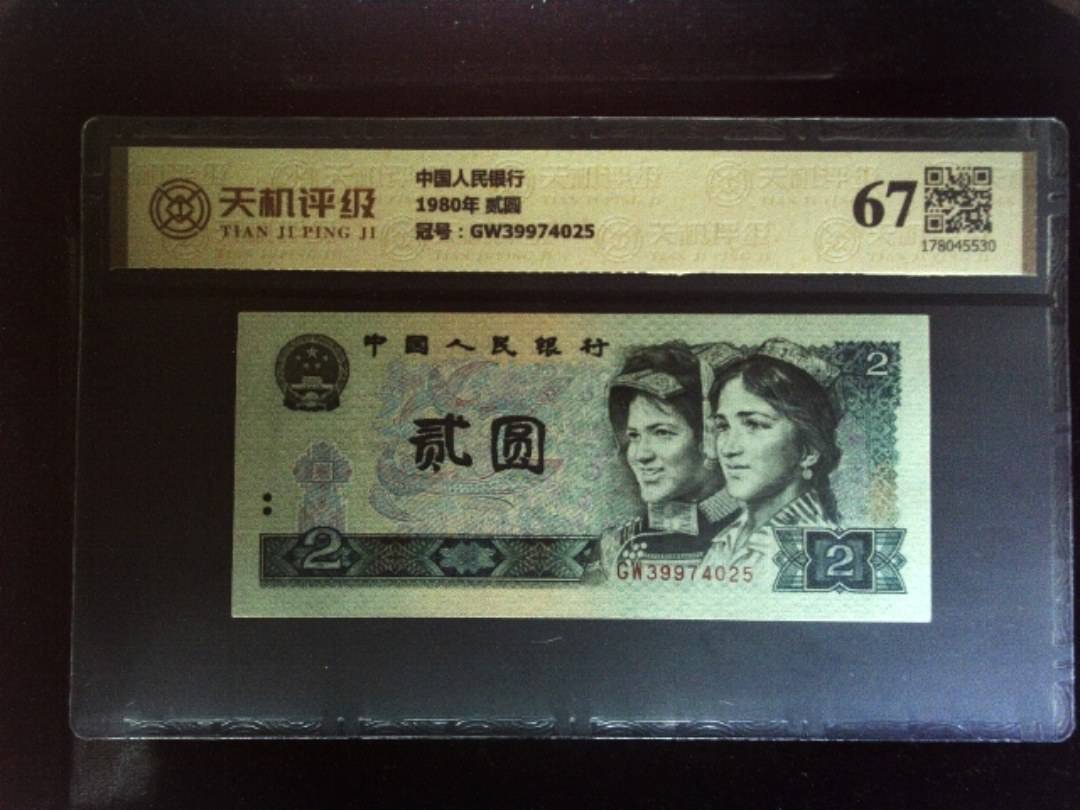 天机评级
TIAN JI PING JI
中国人民银行
1980年 贰圆
冠号：GW39974025
67
178045530
中国人民银行
2
贰圆
2
GW39974025
2